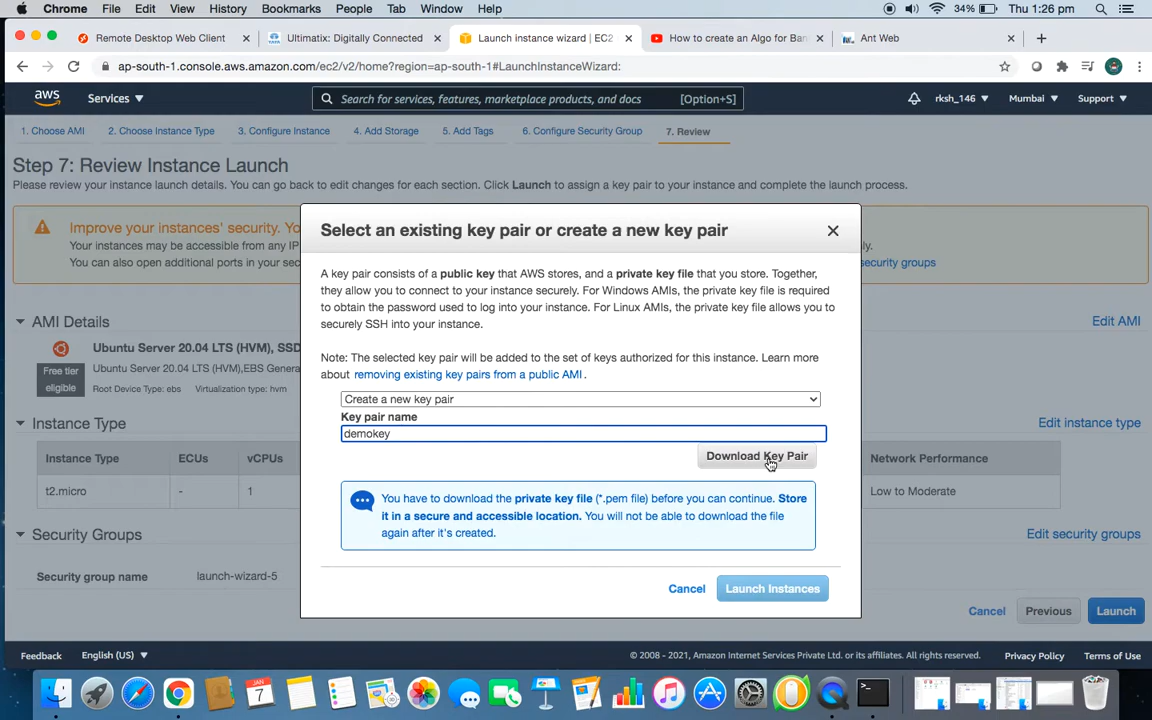 Chrome File Edit View History Bookmarks People Tab Window Help 34% Thu 1:26 pm
Remote Desktop Web Client Ultimatix: Digitally Connected Launch instance wizard | EC2 How to create an Algo for Ban Ant Web
ap-south-1.console.aws.amazon.com/ec2/v2/home?region=ap-south-1#LaunchInstanceWizard:
aws Services Search for services, features, marketplace products, and docs [Option+S] rksh_146 Mumbai Support
1. Choose AMI 2. Choose Instance Type 3. Configure Instance 4. Add Storage 5. Add Tags 6. Configure Security Group 7. Review
Step 7: Review Instance Launch
Please review your instance launch details. You can go back to edit changes for each section. Click Launch to assign a key pair to your instance and complete the launch process.
Improve your instances' security. Yo
Your instances may be accessible from any IP
You can also open additional ports in your sec
security groups
Select an existing key pair or create a new key pair
A key pair consists of a public key that AWS stores, and a private key file that you store. Together,
they allow you to connect to your instance securely. For Windows AMIs, the private key file is required
to obtain the password used to log into your instance. For Linux AMIs, the private key file allows you to
securely SSH into your instance.
Note: The selected key pair will be added to the set of keys authorized for this instance. Learn more
about removing existing key pairs from a public AMI .
Create a new key pair
Key pair name
demokey
Download Key Pair
You have to download the private key file (*.pem file) before you can continue. Store
it in a secure and accessible location. You will not be able to download the file
again after it's created.
Cancel Launch Instances
AMI Details Edit AMI
Ubuntu Server 20.04 LTS (HVM), SSD
Free tier
eligible
Ubuntu Server 20.04 LTS (HVM),EBS Genera
Root Device Type: ebs Virtualization type: hvm
Instance Type Edit instance type
Instance Type ECUs vCPUs Network Performance
t2.micro - 1 Low to Moderate
Security Groups Edit security groups
Security group name launch-wizard-5
Cancel Previous Launch
Feedback English (US) © 2008 - 2021, Amazon Internet Services Private Ltd. or its affiliates. All rights reserved. Privacy Policy Terms of Use